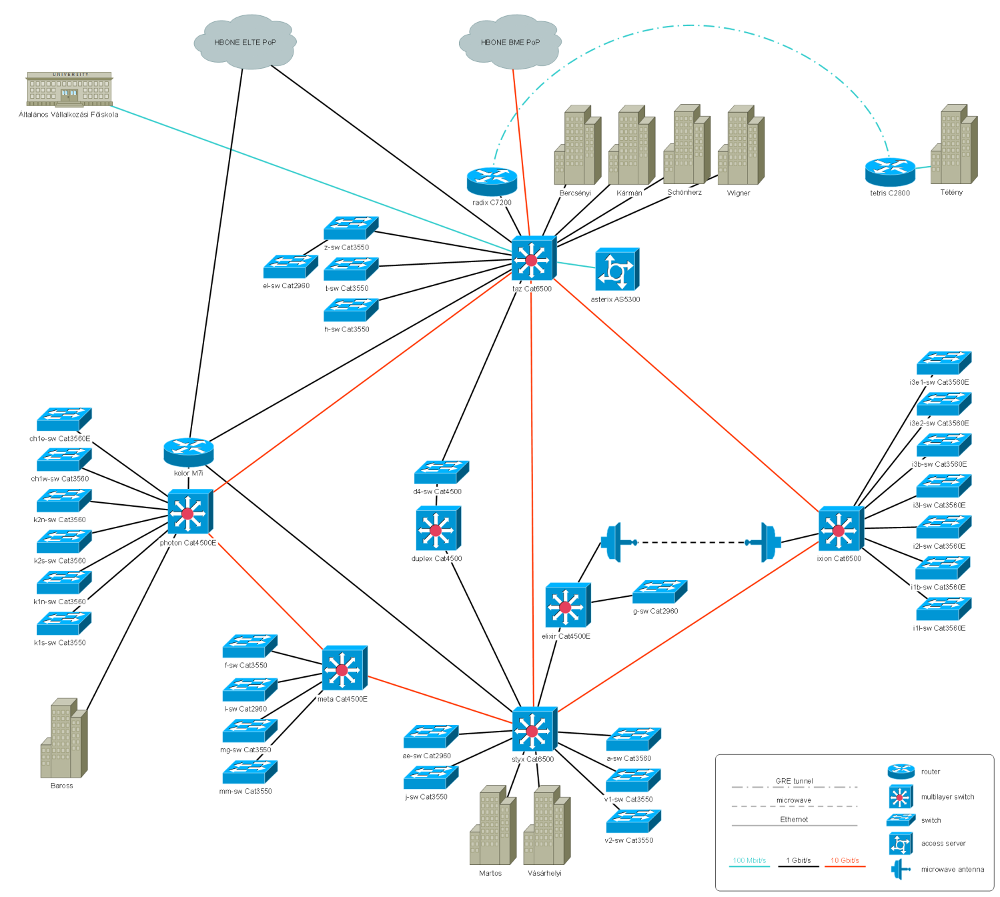 HBONE ELTE PoP
HBONE BME PoP
UNIVERSITY
Általános Vállalkozási Főiskola
radix C7200
Bercsényi
Kármán
Schönherz
Wigner
tetris C2800
Tétény
z-sw Cat3550
el-sw Cat2960
t-sw Cat3550
taz Cat6500
asterix AS5300
h-sw Cat3550
i3e1-sw Cat3560E
i3e2-sw Cat3560E
ch1e-sw Cat3560E
i3b-sw Cat3560E
kolor M7i
ch1w-sw Cat3560
d4-sw Cat4500
i3l-sw Cat3560E
k2n-sw Cat3560
photon Cat4500E
i2l-sw Cat3560E
duplex Cat4500
ixion Cat6500
k2s-sw Cat3560
i1b-sw Cat3560E
k1n-sw Cat3560
g-sw Cat2960
i1l-sw Cat3560E
elixir Cat4500E
k1s-sw Cat3550
f-sw Cat3550
meta Cat4500E
l-sw Cat2960
mg-sw Cat3550
ae-sw Cat2960
styx Cat6500
a-sw Cat3560
Baross
mm-sw Cat3550
j-sw Cat3550
v1-sw Cat3550
v2-sw Cat3550
Martos
Vásárhelyi
GRE tunnel
microwave
Ethernet
100 Mbit/s
1 Gbit/s
10 Gbit/s
router
multilayer switch
switch
access server
microwave antenna